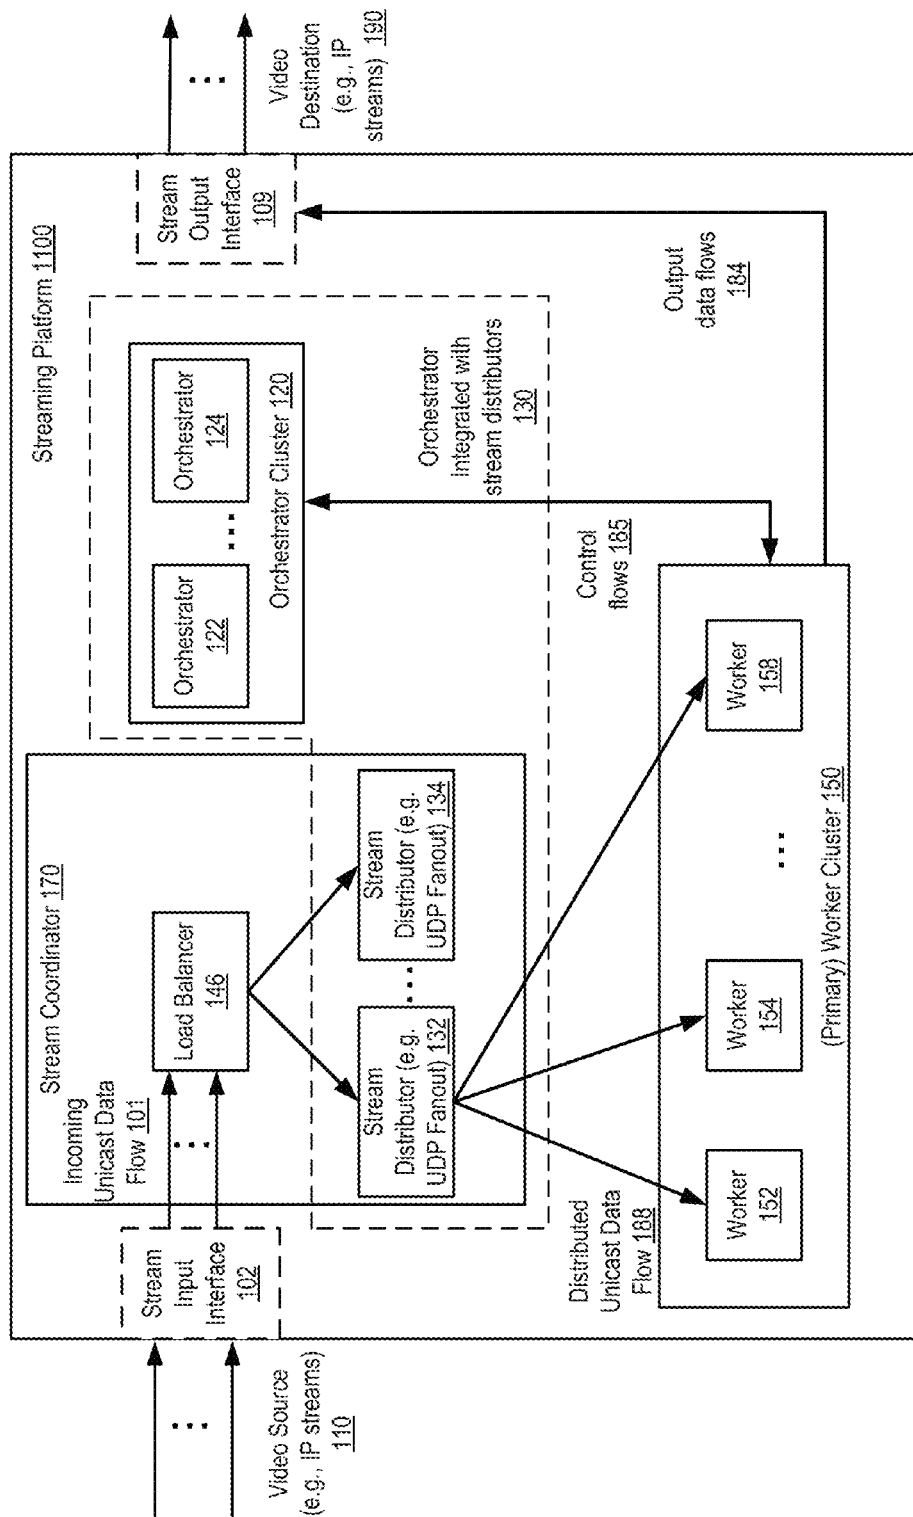 Streaming Platform 1100
Stream Coordinator 170
Incoming
Unicast Data
Flow 101
Load Balancer
146
Stream
Input
Interface
102
Video Source
(e.g., IP streams)
110
Stream
Distributor (e.g.
UDP Fanout) 132
Stream
Distributor (e.g.
UDP Fanout) 134
Orchestrator
122
Orchestrator
124
Orchestrator Cluster 120
Orchestrator
Integrated with
stream distributors
130
Stream
Output
Interface
109
Video
Destination
(e.g., IP
streams) 190
Distributed
Unicast Data
Flow 188
Control
flows 185
Output
data flows
184
Worker
152
Worker
154
Worker
158
(Primary) Worker Cluster 150